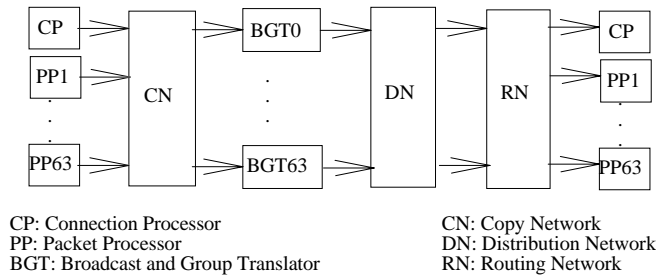 CP
BGT0
CP
PP1
CN
DN
RN
PP1
PP63
BGT63
PP63
CP: Connection Processor
PP: Packet Processor
BGT: Broadcast and Group Translator
CN: Copy Network
DN: Distribution Network
RN: Routing Network